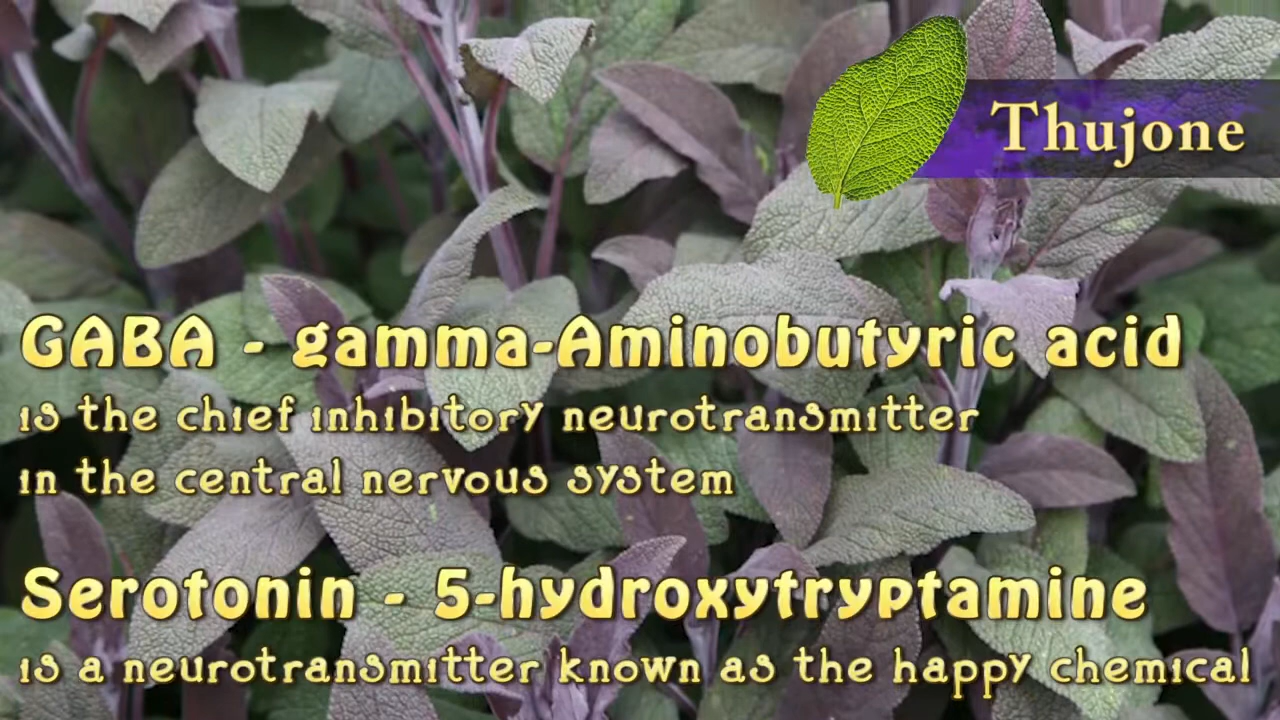 Thujone
GABA - gamma-Aminobutyric acid
is the chief inhibitory neurotransmitter
in the central nervous system
Serotonin - 5-hydroxytryptamine
is a neurotransmitter known as the happy chemical